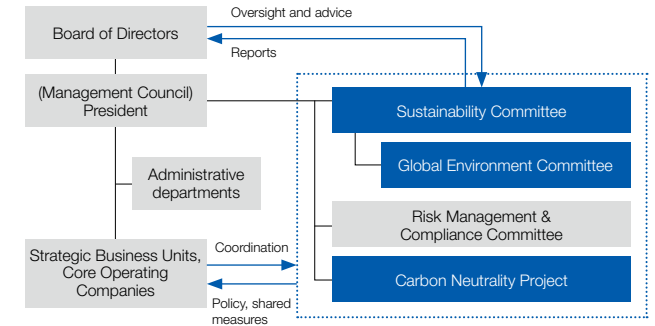 Oversight and advice
Board of Directors
Reports
(Management Council)
President
Sustainability Committee
Global Environment Committee
Administrative
departments
Risk Management &
Compliance Committee
Strategic Business Units,
Core Operating
Companies
Coordination
Carbon Neutrality Project
Policy, shared
measures